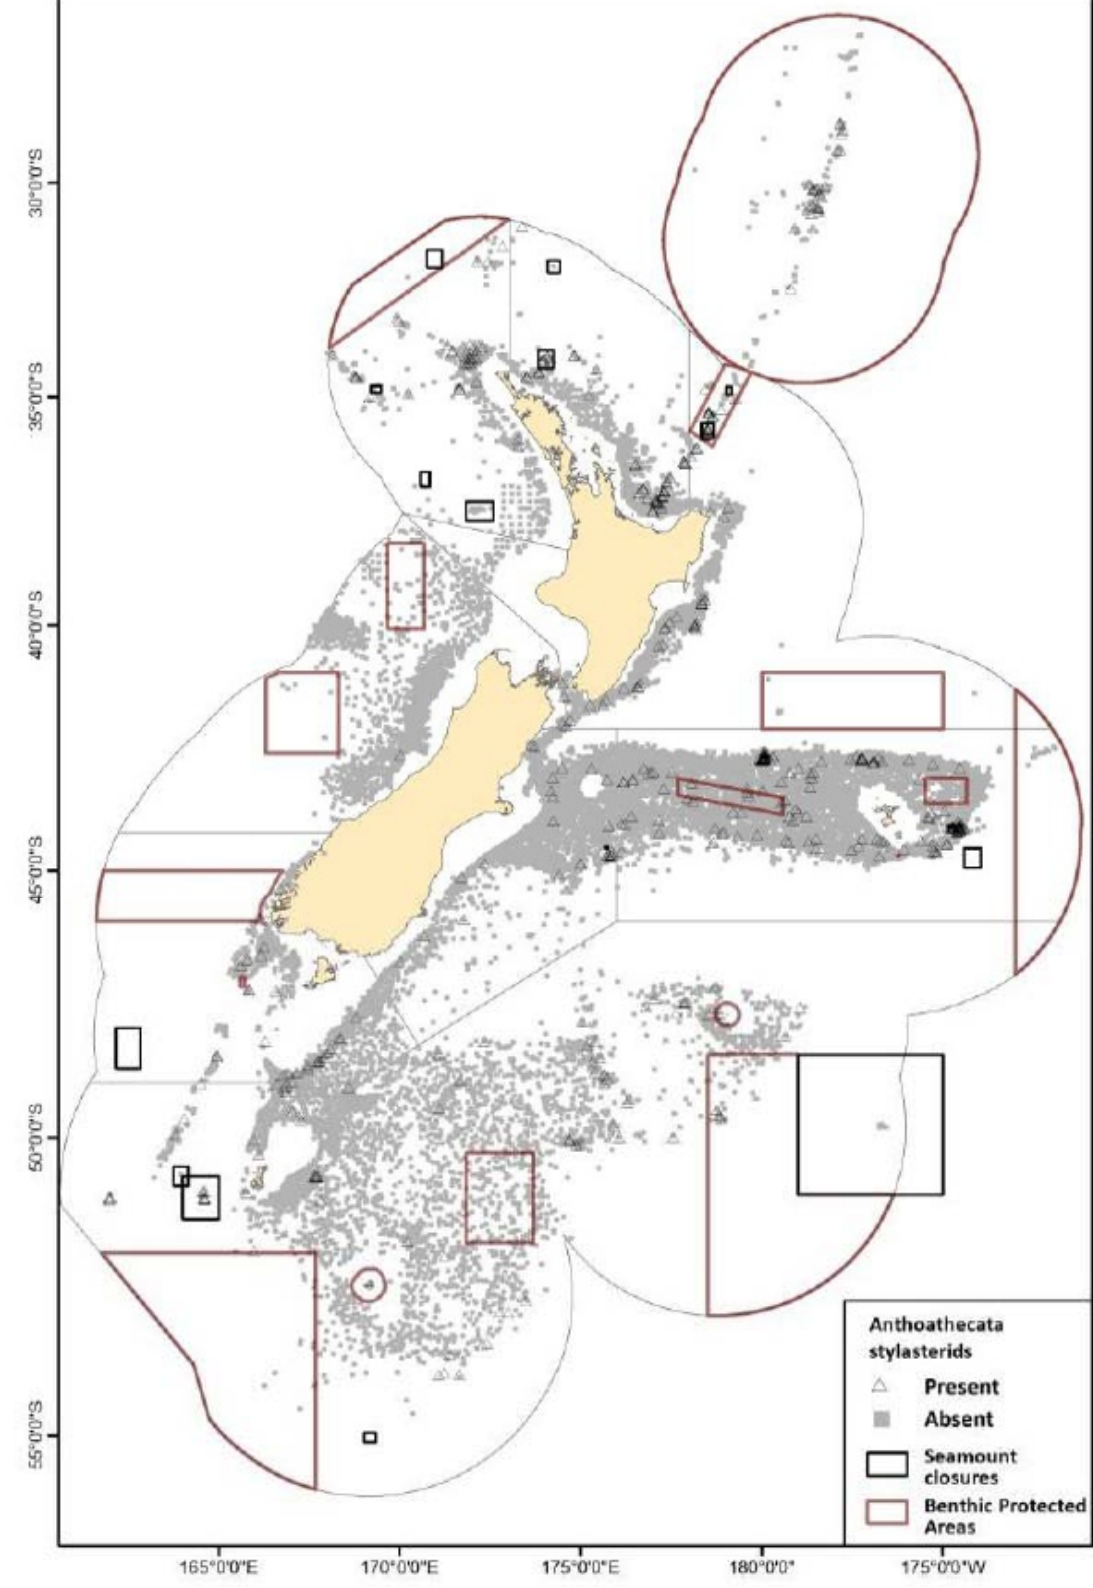 30°0'0"S
35°0'0"S
40°0'0"S
45°0'0"S
50°0'0"S
55°0'0"S
165°0'0"E
170°0'0"E
175°0'0"E
180°0'0"
175°0'0"W
Anthoathecata
stylasterids
Present
Absent
Seamount
closures
Benthic Protected
Areas